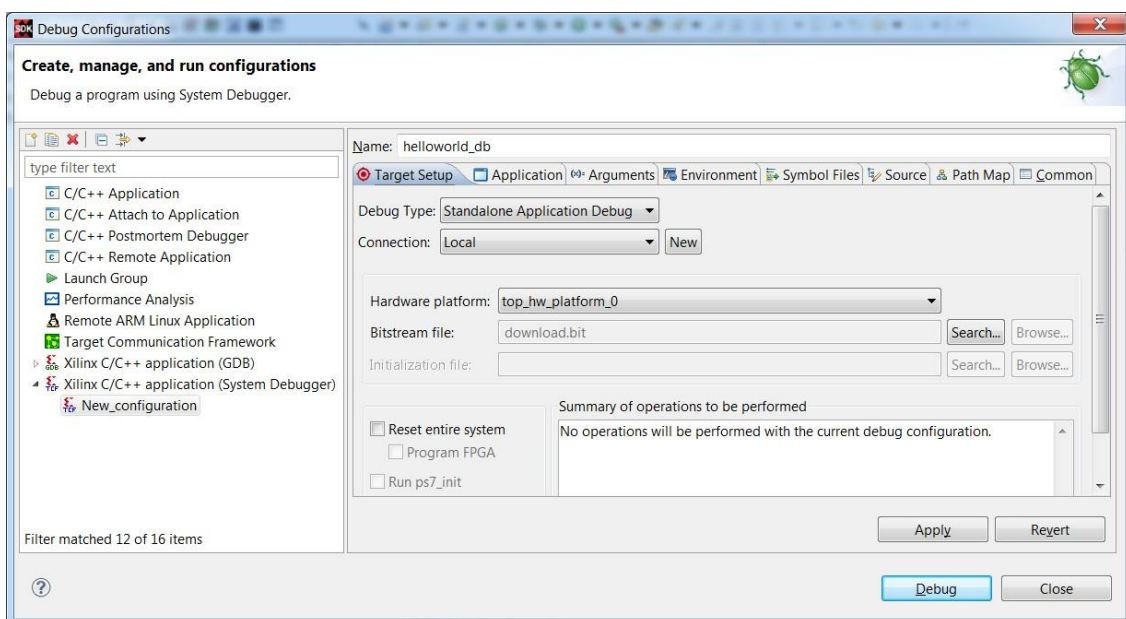 SDK Debug Configurations
Create, manage, and run configurations
Debug a program using System Debugger.
type filter text
C/C++ Application
C/C++ Attach to Application
C/C++ Postmortem Debugger
C/C++ Remote Application
Launch Group
Performance Analysis
Remote ARM Linux Application
Target Communication Framework
Xilinx C/C++ application (GDB)
Xilinx C/C++ application (System Debugger)
New_configuration
Filter matched 12 of 16 items
Name: helloworld_db
Target Setup Application Arguments Environment Symbol Files Source Path Map Common
Debug Type: Standalone Application Debug
Connection: Local New
Hardware platform: top_hw_platform_0
Bitstream file: download.bit Search... Browse...
Initialization file: Search... Browse...
Summary of operations to be performed
Reset entire system
No operations will be performed with the current debug configuration.
Program FPGA
Run ps7_init
Apply Revert
? Debug Close